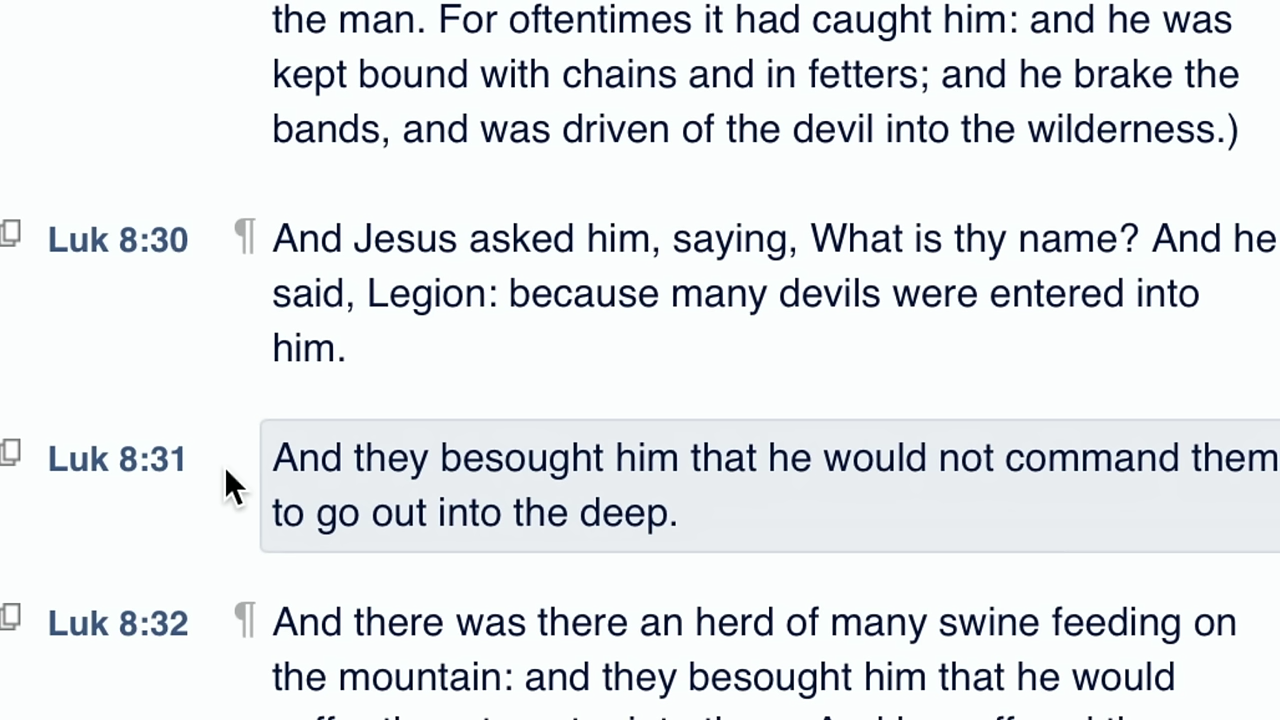 the man. For oftentimes it had caught him: and he was
kept bound with chains and in fetters; and he brake the
bands, and was driven of the devil into the wilderness.)
Luk 8:30 ¶ And Jesus asked him, saying, What is thy name? And he
said, Legion: because many devils were entered into
him.
Luk 8:31 And they besought him that he would not command them
to go out into the deep.
Luk 8:32 ¶ And there was there an herd of many swine feeding on
the mountain: and they besought him that he would